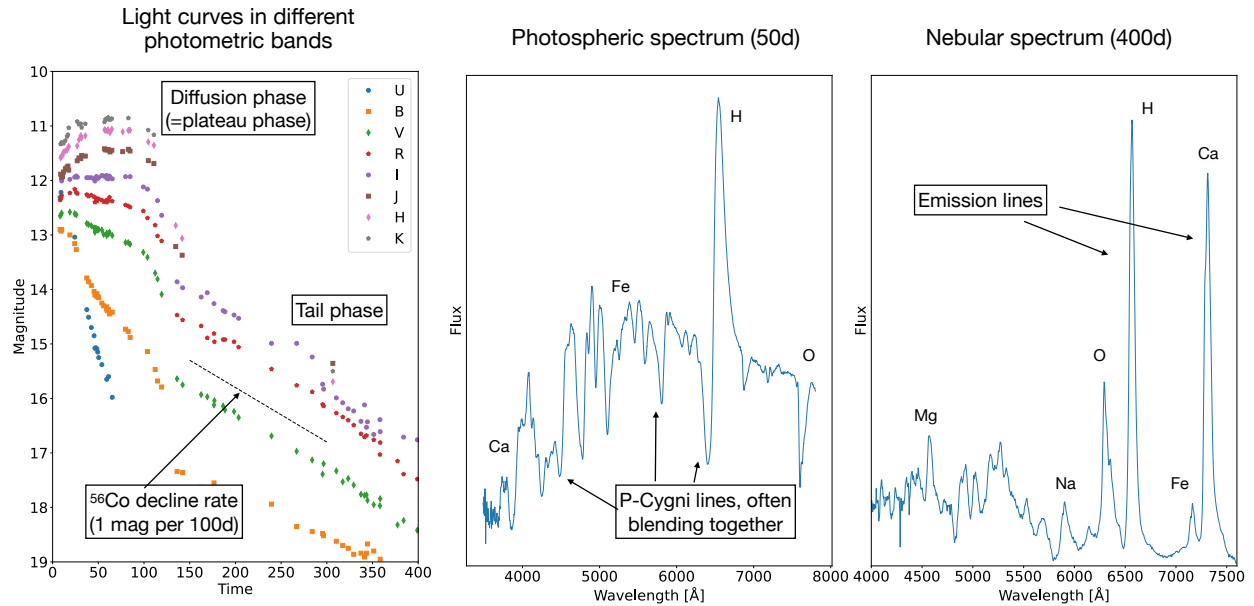 Light curves in different
photometric bands
Magnitude
10
11
12
13
14
15
16
17
18
19
Diffusion phase
(=plateau phase)
U
B
V
R
I
J
H
K
Tail phase
⁵⁶Co decline rate
(1 mag per 100d)
0
50
100
150
200
250
300
350
400
Time
Photospheric spectrum (50d)
Flux
H
Fe
O
Ca
P-Cygni lines, often
blending together
4000
5000
6000
7000
8000
Wavelength [Å]
Nebular spectrum (400d)
Flux
H
Ca
Emission lines
O
Mg
Na
Fe
4000
4500
5000
5500
6000
6500
7000
7500
Wavelength [Å]